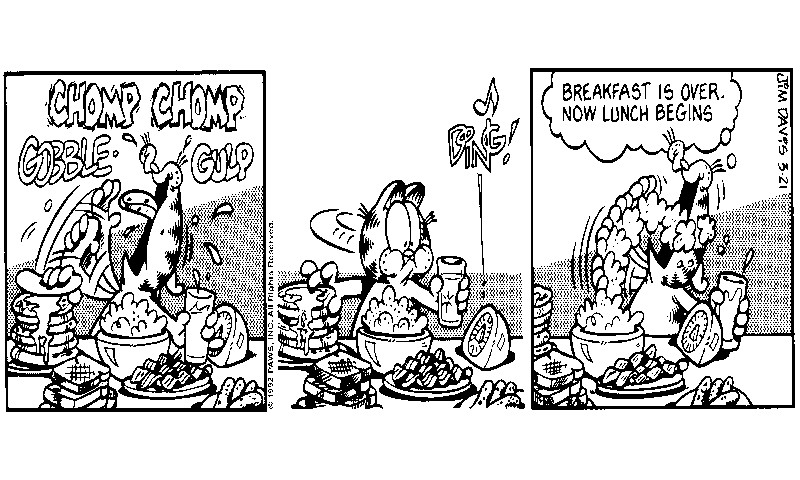 CHOMP CHOMP
GOBBLE
GULP
© 1992 PAWS, INC. All Rights Reserved.
DING!
BREAKFAST IS OVER.
NOW LUNCH BEGINS
JIM DAVIS 3.21